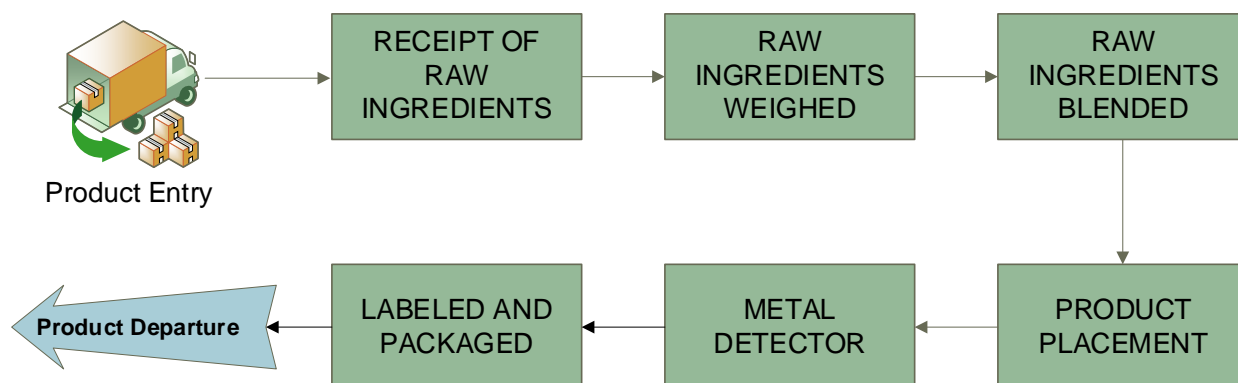 RECEIPT OF
RAW
INGREDIENTS
RAW
INGREDIENTS
WEIGHED
RAW
INGREDIENTS
BLENDED
Product Entry
PRODUCT
PLACEMENT
METAL
DETECTOR
LABELED AND
PACKAGED
Product Departure